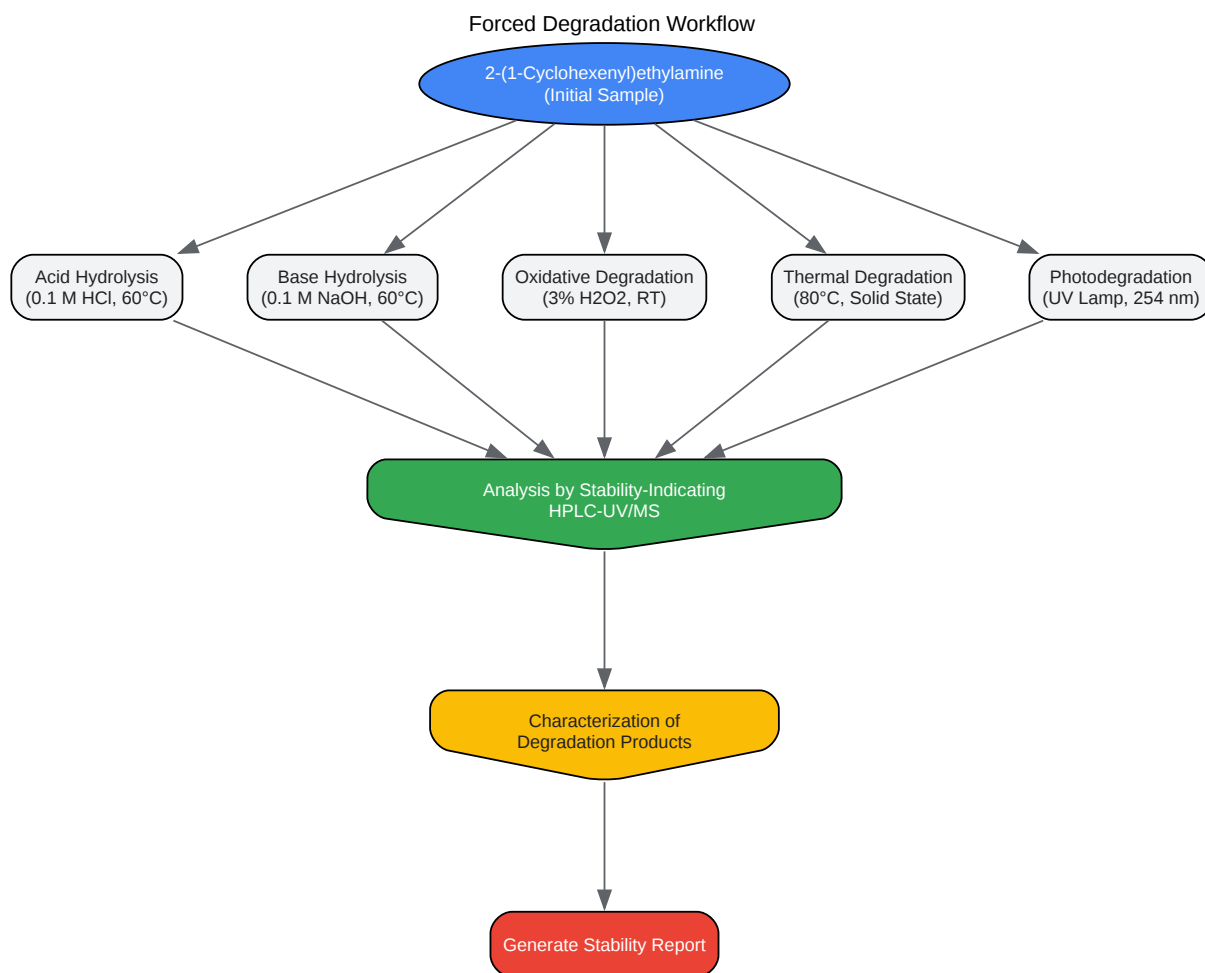 Forced Degradation Workflow
2-(1-Cyclohexenyl)ethylamine
(Initial Sample)
Acid Hydrolysis
(0.1 M HCl, 60°C)
Base Hydrolysis
(0.1 M NaOH, 60°C)
Oxidative Degradation
(3% H2O2, RT)
Thermal Degradation
(80°C, Solid State)
Photodegradation
(UV Lamp, 254 nm)
Analysis by Stability-Indicating
HPLC-UV/MS
Characterization of
Degradation Products
Generate Stability Report